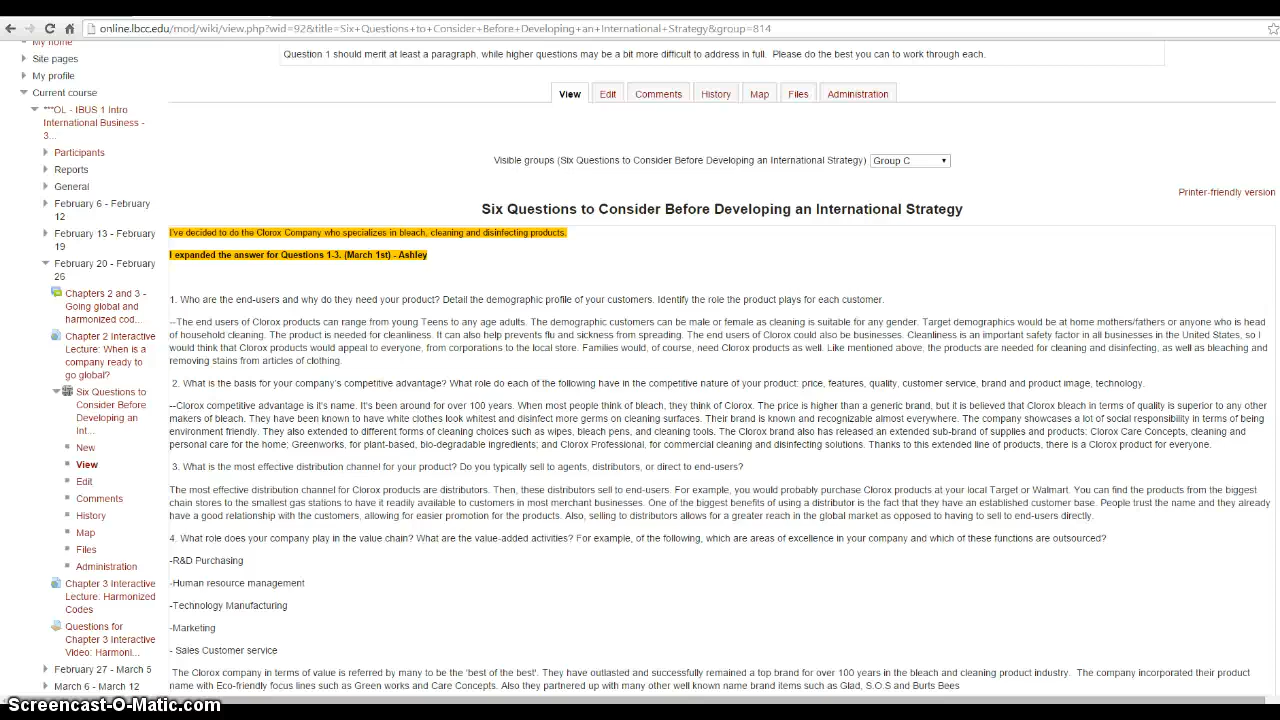 online.lbcc.edu/mod/wiki/view.php?wid=92&title=Six+Questions+to+Consider+Before+Developing+an+International+Strategy&group=814
My home
Site pages
My profile
Current course
***OL - IBUS 1 Intro
International Business -
3...
Participants
Reports
General
February 6 - February
12
February 13 - February
19
February 20 - February
26
Chapters 2 and 3 -
Going global and
harmonized cod...
Chapter 2 Interactive
Lecture: When is a
company ready to
go global?
Six Questions to
Consider Before
Developing an
Int...
New
View
Edit
Comments
History
Map
Files
Administration
Chapter 3 Interactive
Lecture: Harmonized
Codes
Questions for
Chapter 3 Interactive
Video: Harmoni...
February 27 - March 5
March 6 - March 12
Question 1 should merit at least a paragraph, while higher questions may be a bit more difficult to address in full.  Please do the best you can to work through each.
View Edit Comments History Map Files Administration
Visible groups (Six Questions to Consider Before Developing an International Strategy) Group C
Printer-friendly version
Six Questions to Consider Before Developing an International Strategy
I've decided to do the Clorox Company who specializes in bleach, cleaning and disinfecting products.
I expanded the answer for Questions 1-3. (March 1st) - Ashley
1. Who are the end-users and why do they need your product? Detail the demographic profile of your customers. Identify the role the product plays for each customer.
--The end users of Clorox products can range from young Teens to any age adults. The demographic customers can be male or female as cleaning is suitable for any gender. Target demographics would be at home mothers/fathers or anyone who is head
of household cleaning. The product is needed for cleanliness. It can also help prevents flu and sickness from spreading. The end users of Clorox could also be businesses. Cleanliness is an important safety factor in all businesses in the United States, so I
would think that Clorox products would appeal to everyone, from corporations to the local store. Families would, of course, need Clorox products as well. Like mentioned above, the products are needed for cleaning and disinfecting, as well as bleaching and
removing stains from articles of clothing.
2. What is the basis for your company's competitive advantage? What role do each of the following have in the competitive nature of your product: price, features, quality, customer service, brand and product image, technology.
--Clorox competitive advantage is it's name. It's been around for over 100 years. When most people think of bleach, they think of Clorox. The price is higher than a generic brand, but it is believed that Clorox bleach in terms of quality is superior to any other
makers of bleach. They have been known to have white clothes look whitest and disinfect more germs on cleaning surfaces. Their brand is known and recognizable almost everywhere. The company showcases a lot of social responsibility in terms of being
environment friendly. They also extended to different forms of cleaning choices such as wipes, bleach pens, and cleaning tools. The Clorox brand also has released an extended sub-brand of supplies and products: Clorox Care Concepts, cleaning and
personal care for the home; Greenworks, for plant-based, bio-degradable ingredients; and Clorox Professional, for commercial cleaning and disinfecting solutions. Thanks to this extended line of products, there is a Clorox product for everyone.
3. What is the most effective distribution channel for your product? Do you typically sell to agents, distributors, or direct to end-users?
The most effective distribution channel for Clorox products are distributors. Then, these distributors sell to end-users. For example, you would probably purchase Clorox products at your local Target or Walmart. You can find the products from the biggest
chain stores to the smallest gas stations to have it readily available to customers in most merchant businesses. One of the biggest benefits of using a distributor is the fact that they have an established customer base. People trust the name and they already
have a good relationship with the customers, allowing for easier promotion for the products. Also, selling to distributors allows for a greater reach in the global market as opposed to having to sell to end-users directly.
4. What role does your company play in the value chain? What are the value-added activities? For example, of the following, which are areas of excellence in your company and which of these functions are outsourced?
-R&D Purchasing
-Human resource management
-Technology Manufacturing
-Marketing
- Sales Customer service
The Clorox company in terms of value is referred by many to be the 'best of the best'. They have outlasted and successfully remained a top brand for over 100 years in the bleach and cleaning product industry.  The company incorporated their product
name with Eco-friendly focus lines such as Green works and Care Concepts. Also they partnered up with many other well known name brand items such as Glad, S.O.S and Burts Bees
Screencast-O-Matic.com